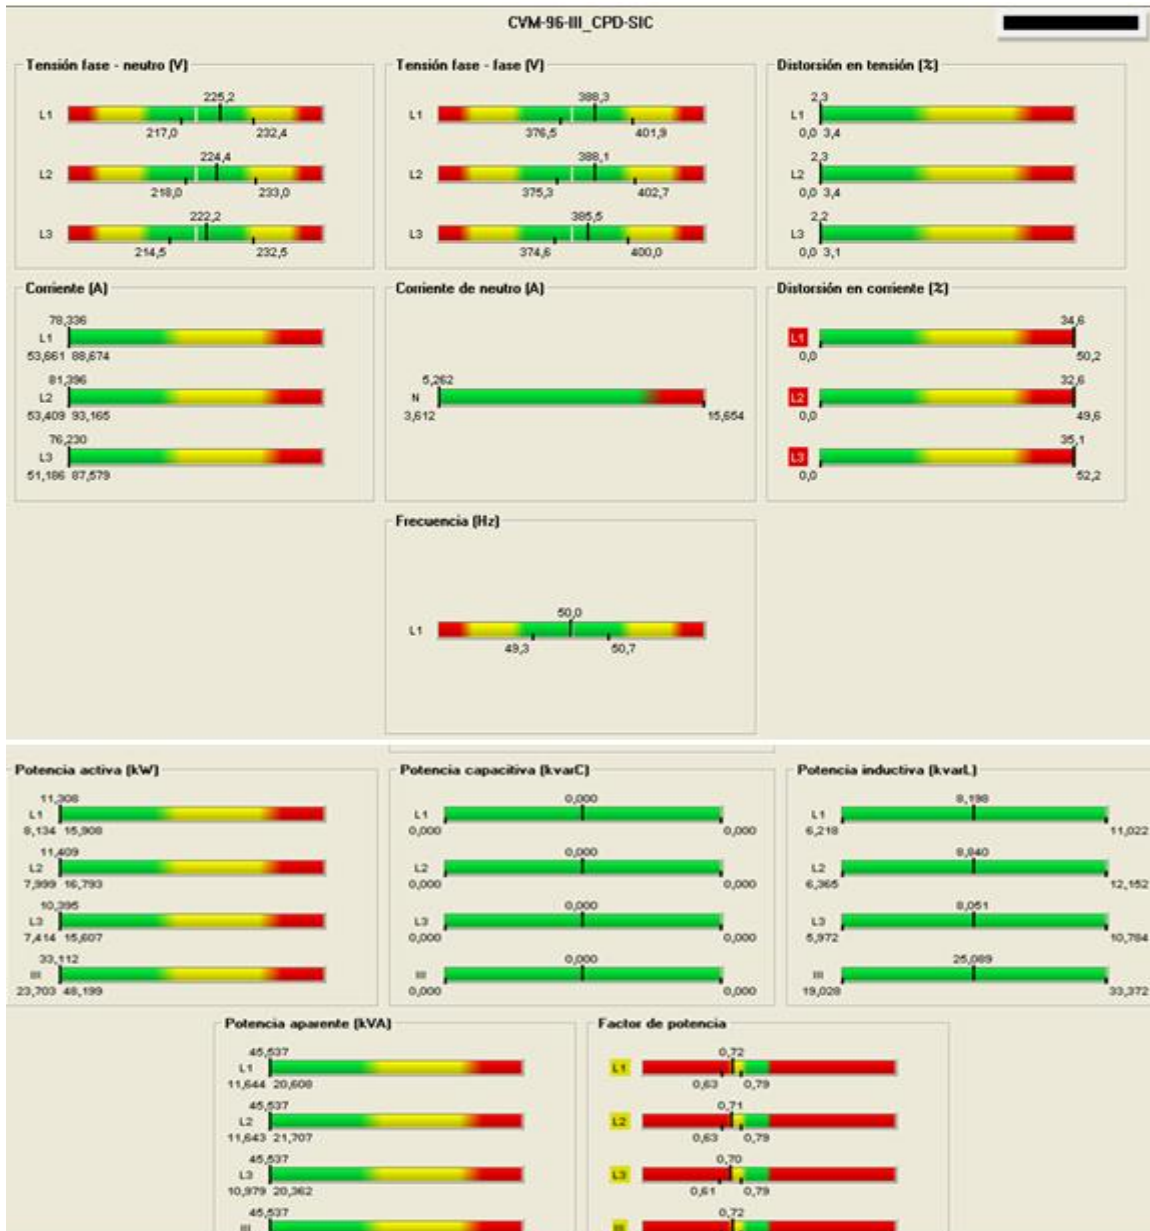 CVM-96-III_CPD-SIC
Tensión fase - neutro (V)
225,2
L1
217,0 232,4
224,4
L2
218,0 233,0
222,2
L3
214,5 232,5
Tensión fase - fase (V)
388,3
L1
376,5 401,9
388,1
L2
375,3 402,7
385,5
L3
374,6 400,0
Distorsión en tensión (%)
2,3
L1
0,0 3,4
2,3
L2
0,0 3,4
2,2
L3
0,0 3,1
Corriente (A)
78,336
L1
53,661 88,674
81,396
L2
53,409 93,165
76,230
L3
51,186 87,579
Corriente de neutro (A)
5,262
N
3,612 15,654
Distorsión en corriente (%)
34,6
L1
0,0 50,2
32,6
L2
0,0 49,6
35,1
L3
0,0 52,2
Frecuencia (Hz)
50,0
L1
49,3 50,7
Potencia activa (kW)
11,308
L1
8,134 15,908
11,409
L2
7,999 16,793
10,395
L3
7,414 15,607
33,112
III
23,703 48,199
Potencia capacitiva (kvarC)
0,000
L1
0,000 0,000
0,000
L2
0,000 0,000
0,000
L3
0,000 0,000
0,000
III
0,000 0,000
Potencia inductiva (kvarL)
8,198
L1
6,218 11,022
8,840
L2
6,365 12,152
8,051
L3
5,972 10,784
25,089
III
19,028 33,372
Potencia aparente (kVA)
45,537
L1
11,644 20,608
45,537
L2
11,643 21,707
45,537
L3
10,979 20,362
45,537
III
Factor de potencia
0,72
L1
0,63 0,79
0,71
L2
0,63 0,79
0,70
L3
0,61 0,79
0,72
III